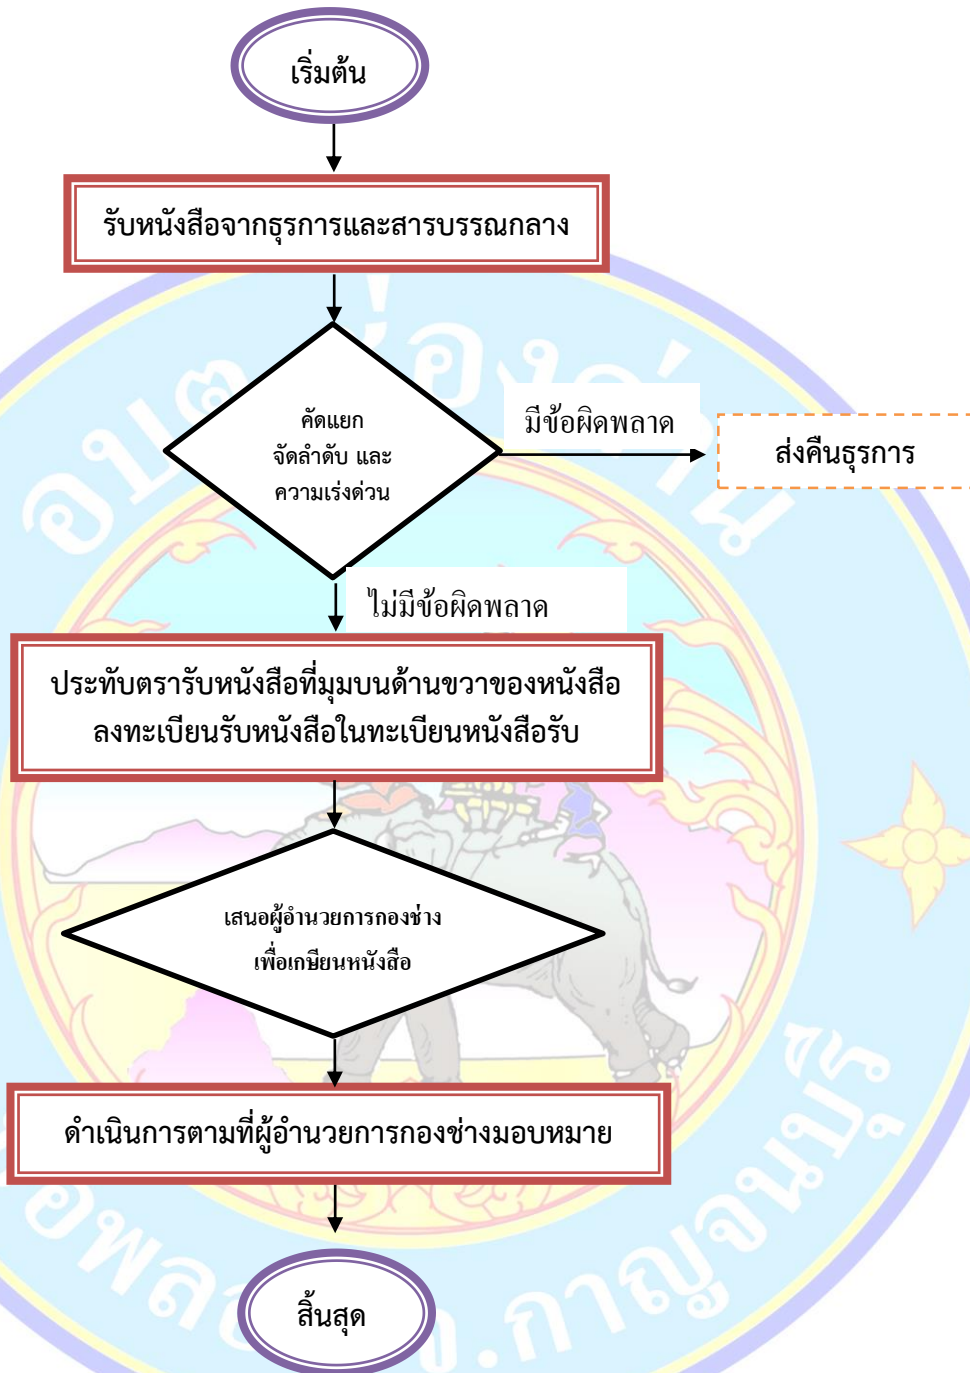 เริ่มต้น
รับหนังสือจากธุรการและสารบรรณกลาง
คัดแยก
จัดลำดับ และ
ความเร่งด่วน
มีข้อผิดพลาด
ส่งคืนธุรการ
ไม่มีข้อผิดพลาด
ประทับตรารับหนังสือที่มุมบนด้านขวาของหนังสือ
ลงทะเบียนรับหนังสือในทะเบียนหนังสือรับ
เสนอผู้อำนวยการกองช่าง
เพื่อเกษียนหนังสือ
ดำเนินการตามที่ผู้อำนวยการกองช่างมอบหมาย
สิ้นสุด
จ.กาญจนบุรี